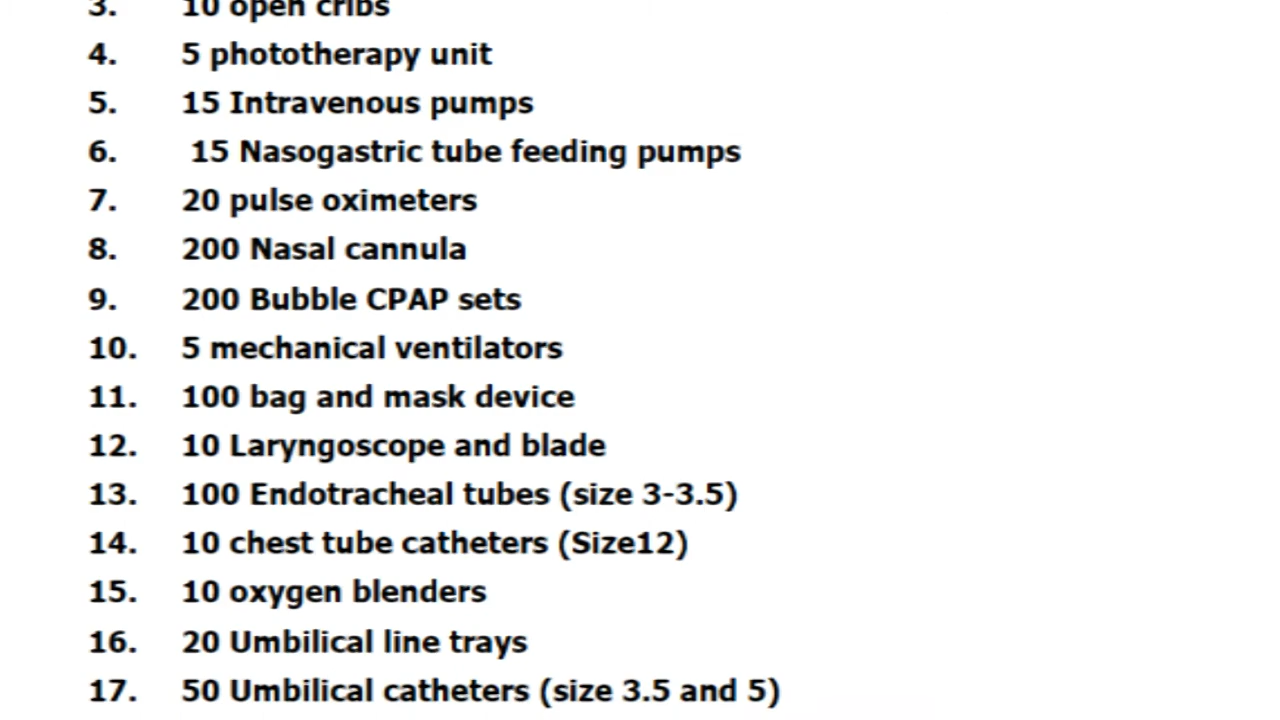 3. 10 open cribs
4. 5 phototherapy unit
5. 15 Intravenous pumps
6. 15 Nasogastric tube feeding pumps
7. 20 pulse oximeters
8. 200 Nasal cannula
9. 200 Bubble CPAP sets
10. 5 mechanical ventilators
11. 100 bag and mask device
12. 10 Laryngoscope and blade
13. 100 Endotracheal tubes (size 3-3.5)
14. 10 chest tube catheters (Size12)
15. 10 oxygen blenders
16. 20 Umbilical line trays
17. 50 Umbilical catheters (size 3.5 and 5)